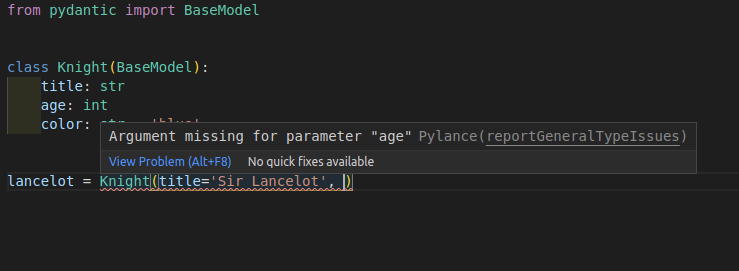 from pydantic import BaseModel
class Knight(BaseModel):
title: str
age: int
color: str = 'blue'
Argument missing for parameter "age" Pylance(reportGeneralTypeIssues)
View Problem (Alt+F8) No quick fixes available
lancelot = Knight(title='Sir Lancelot', )